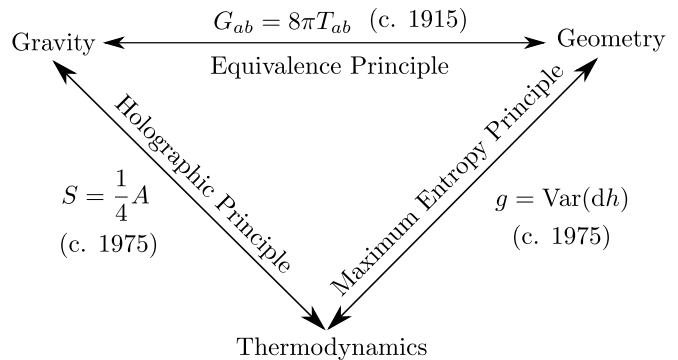 G_{ab} = 8πT_{ab} (c. 1915)
Gravity
Geometry
Equivalence Principle
Holographic Principle
Maximum Entropy Principle
S = \frac{1}{4} A
(c. 1975)
g = Var(dh)
(c. 1975)
Thermodynamics